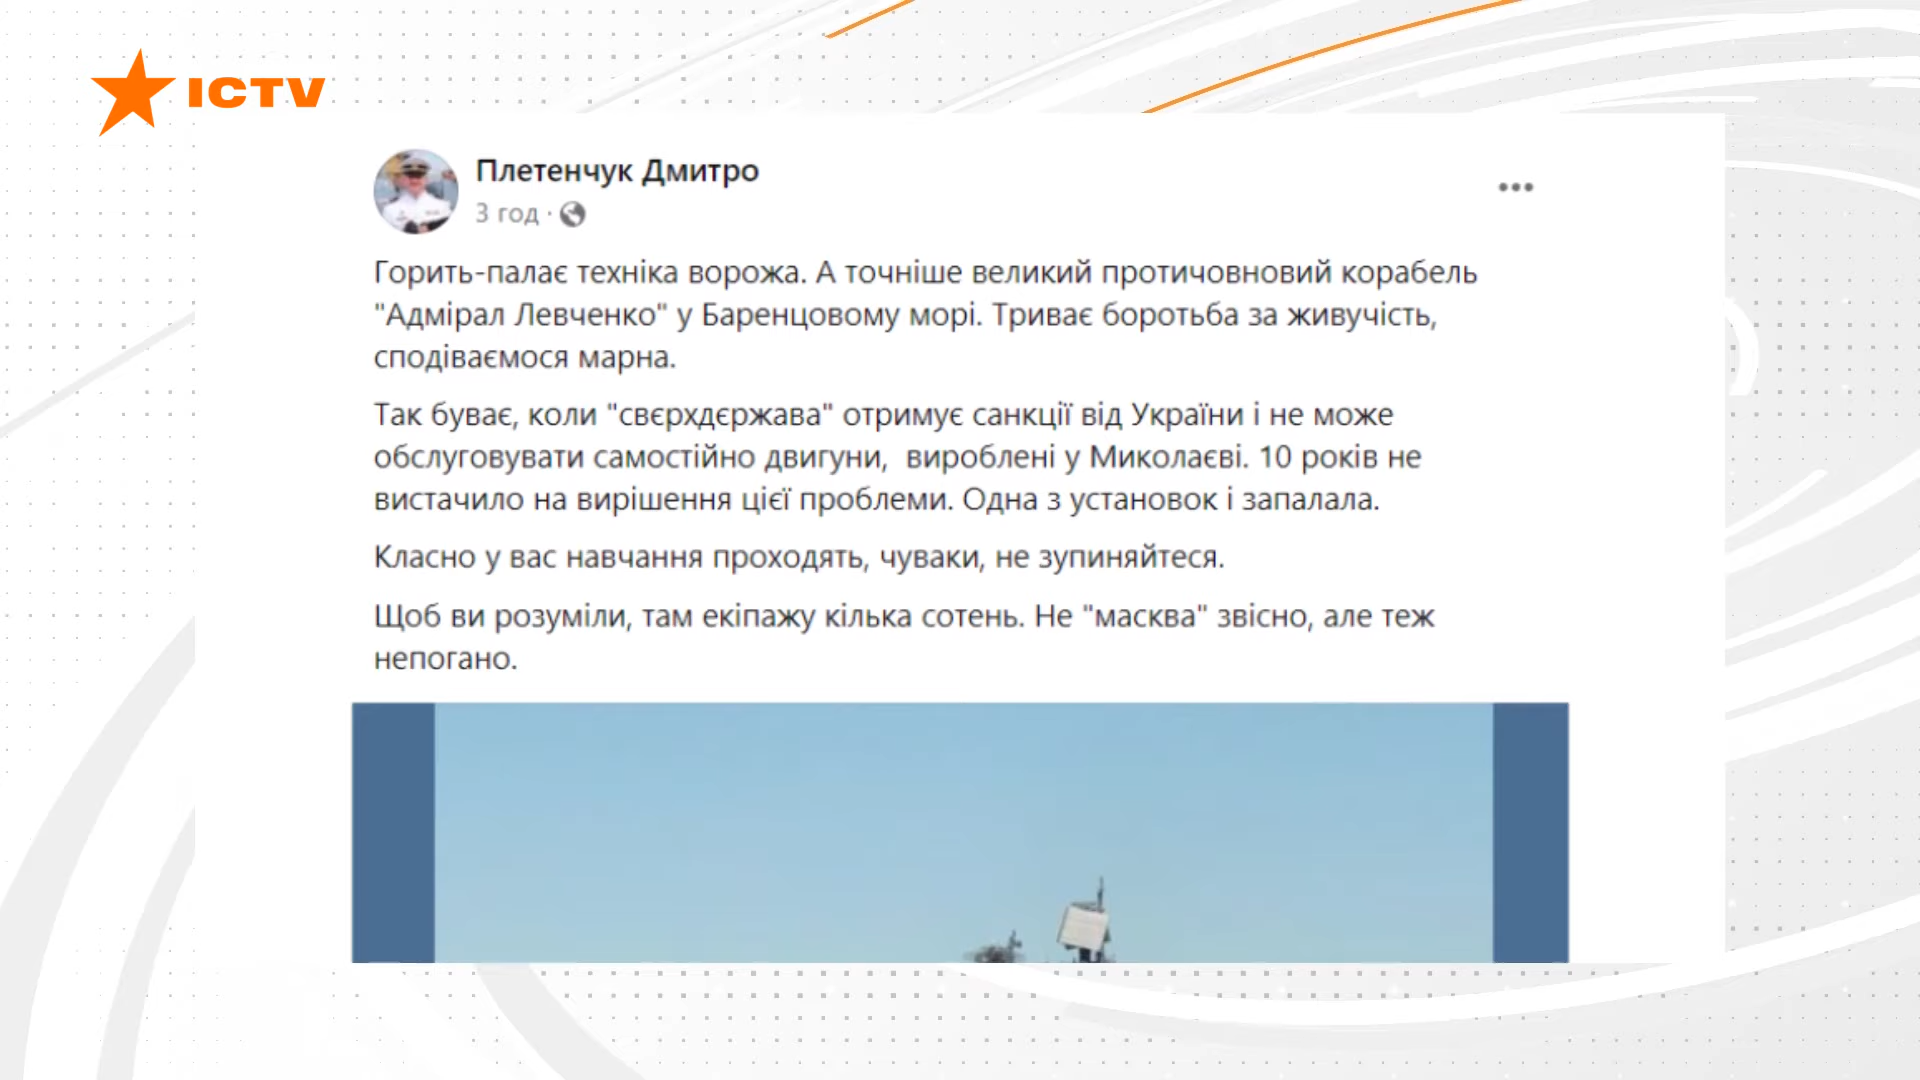 ICTV
Плетенчук Дмитро
3 год ·
Горить-палає техніка ворожа. А точніше великий протичовновий корабель
"Адмірал Левченко" у Баренцовому морі. Триває боротьба за живучість,
сподіваємося марна.
Так буває, коли "свєрхдєржава" отримує санкції від України і не може
обслуговувати самостійно двигуни,  вироблені у Миколаєві. 10 років не
вистачило на вирішення цієї проблеми. Одна з установок і запалала.
Класно у вас навчання проходять, чуваки, не зупиняйтеся.
Щоб ви розуміли, там екіпажу кілька сотень. Не "масква" звісно, але теж
непогано.